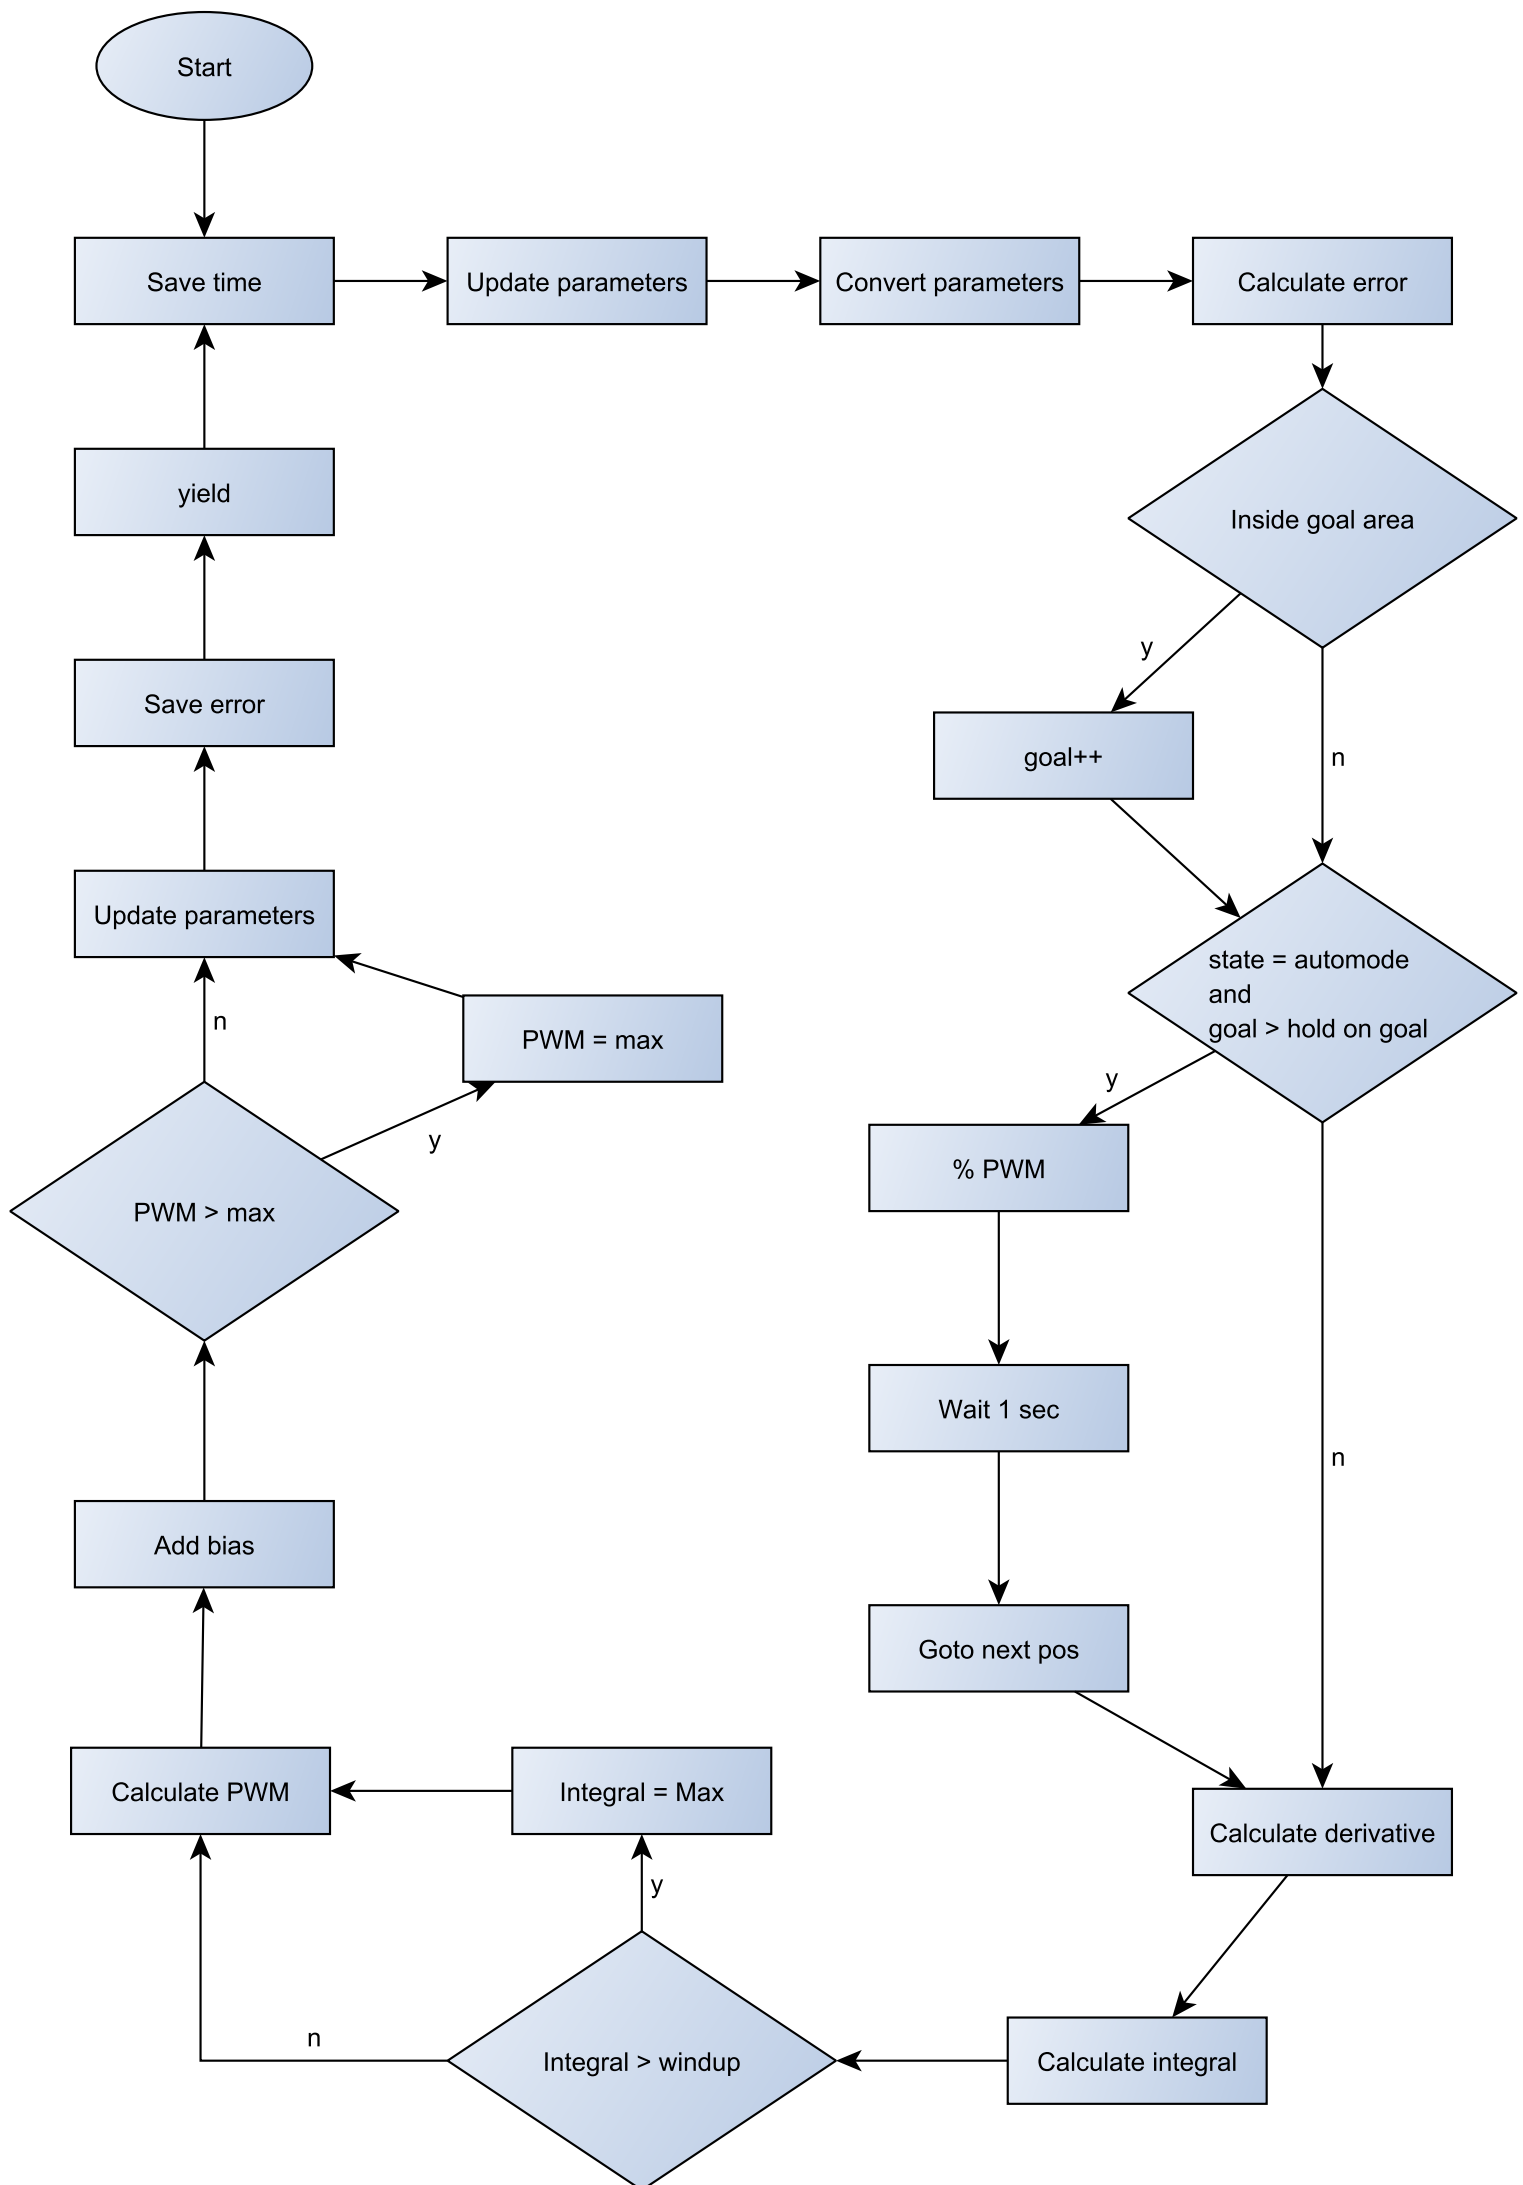 Start
Save time
Update parameters
Convert parameters
Calculate error
Inside goal area
y
goal++
n
state = automode
and
goal > hold on goal
y
% PWM
Wait 1 sec
n
Goto next pos
Calculate derivative
Calculate integral
Integral > windup
y
Integral = Max
n
Calculate PWM
Add bias
PWM > max
y
PWM = max
n
Update parameters
Save error
yield